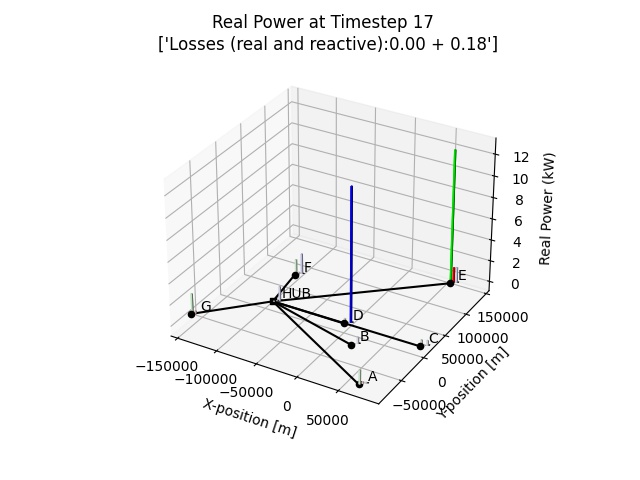 Real Power at Timestep 17
['Losses (real and reactive):0.00 + 0.18']
12
10
8
6
4
2
0
Real Power (kW)
E
F
HUB
G
D
B
C
A
150000
100000
50000
0
−50000
Y-position [m]
−150000
−100000
−50000
0
50000
X-position [m]